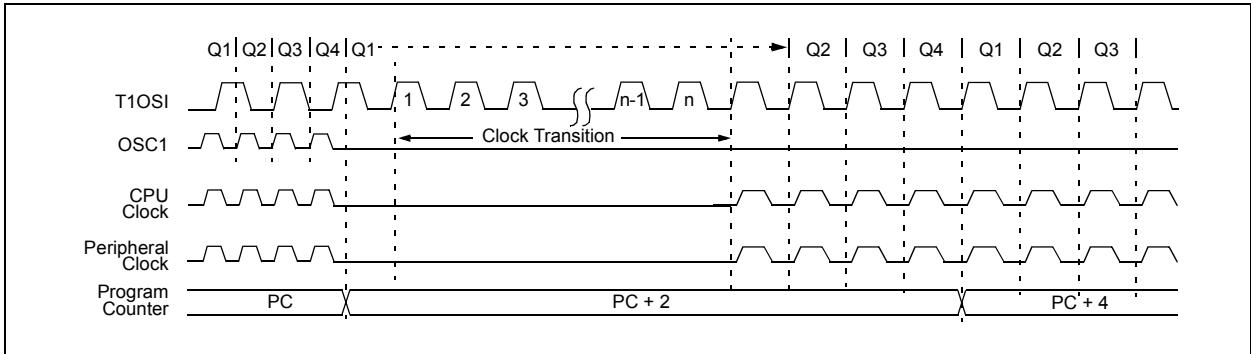 Q1 Q2 Q3 Q4 Q1 Q2 Q3 Q4 Q1 Q2 Q3
T1OSI 1 2 3 n-1 n
Clock Transition
OSC1
CPU
Clock
Peripheral
Clock
Program
Counter PC PC + 2 PC + 4